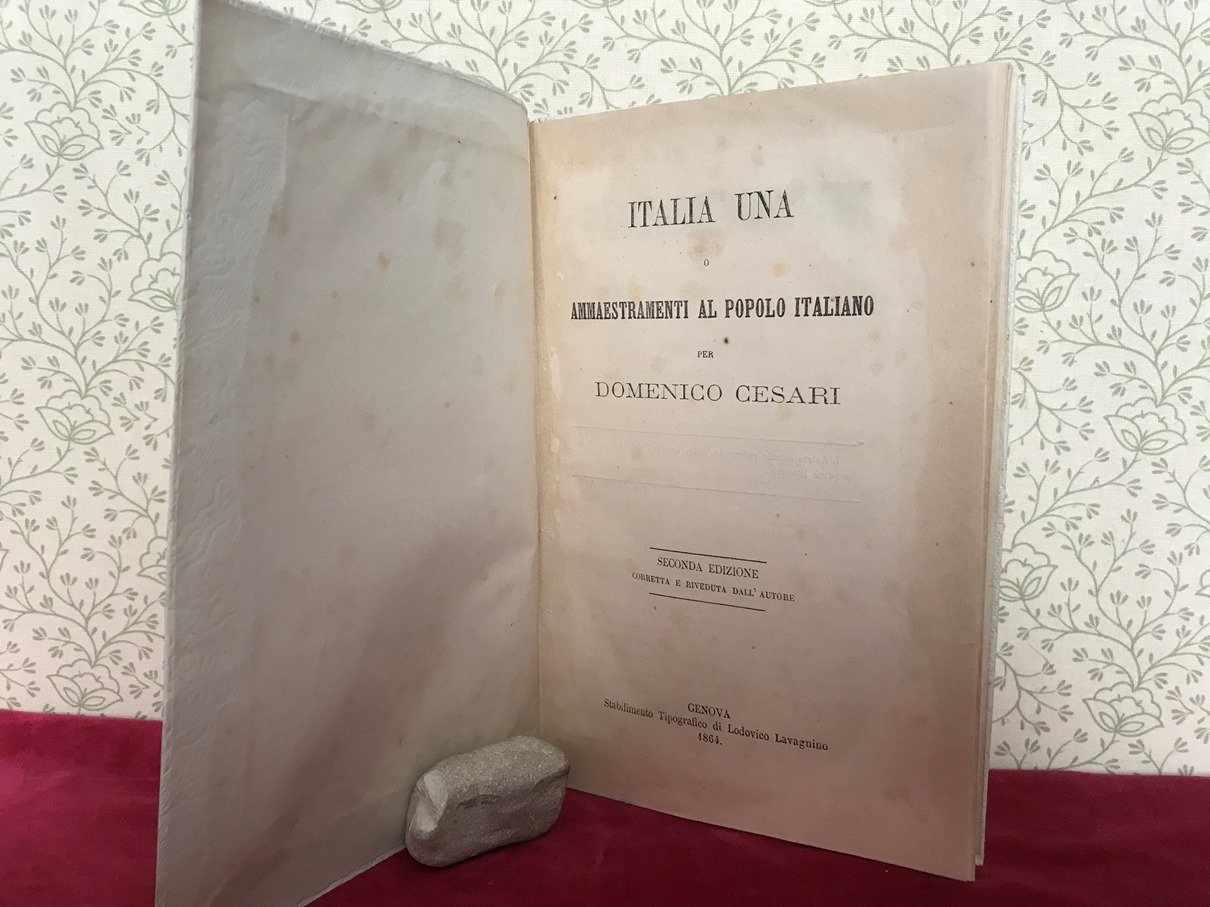 ITALIA UNA
O
AMMAESTRAMENTI AL POPOLO ITALIANO
PER
DOMENICO CESARI
SECONDA EDIZIONE
CORRETTA E RIVEDUTA DALL' AUTORE
GENOVA
Stabilimento Tipografico di Lodovico Lavagnino
1864.